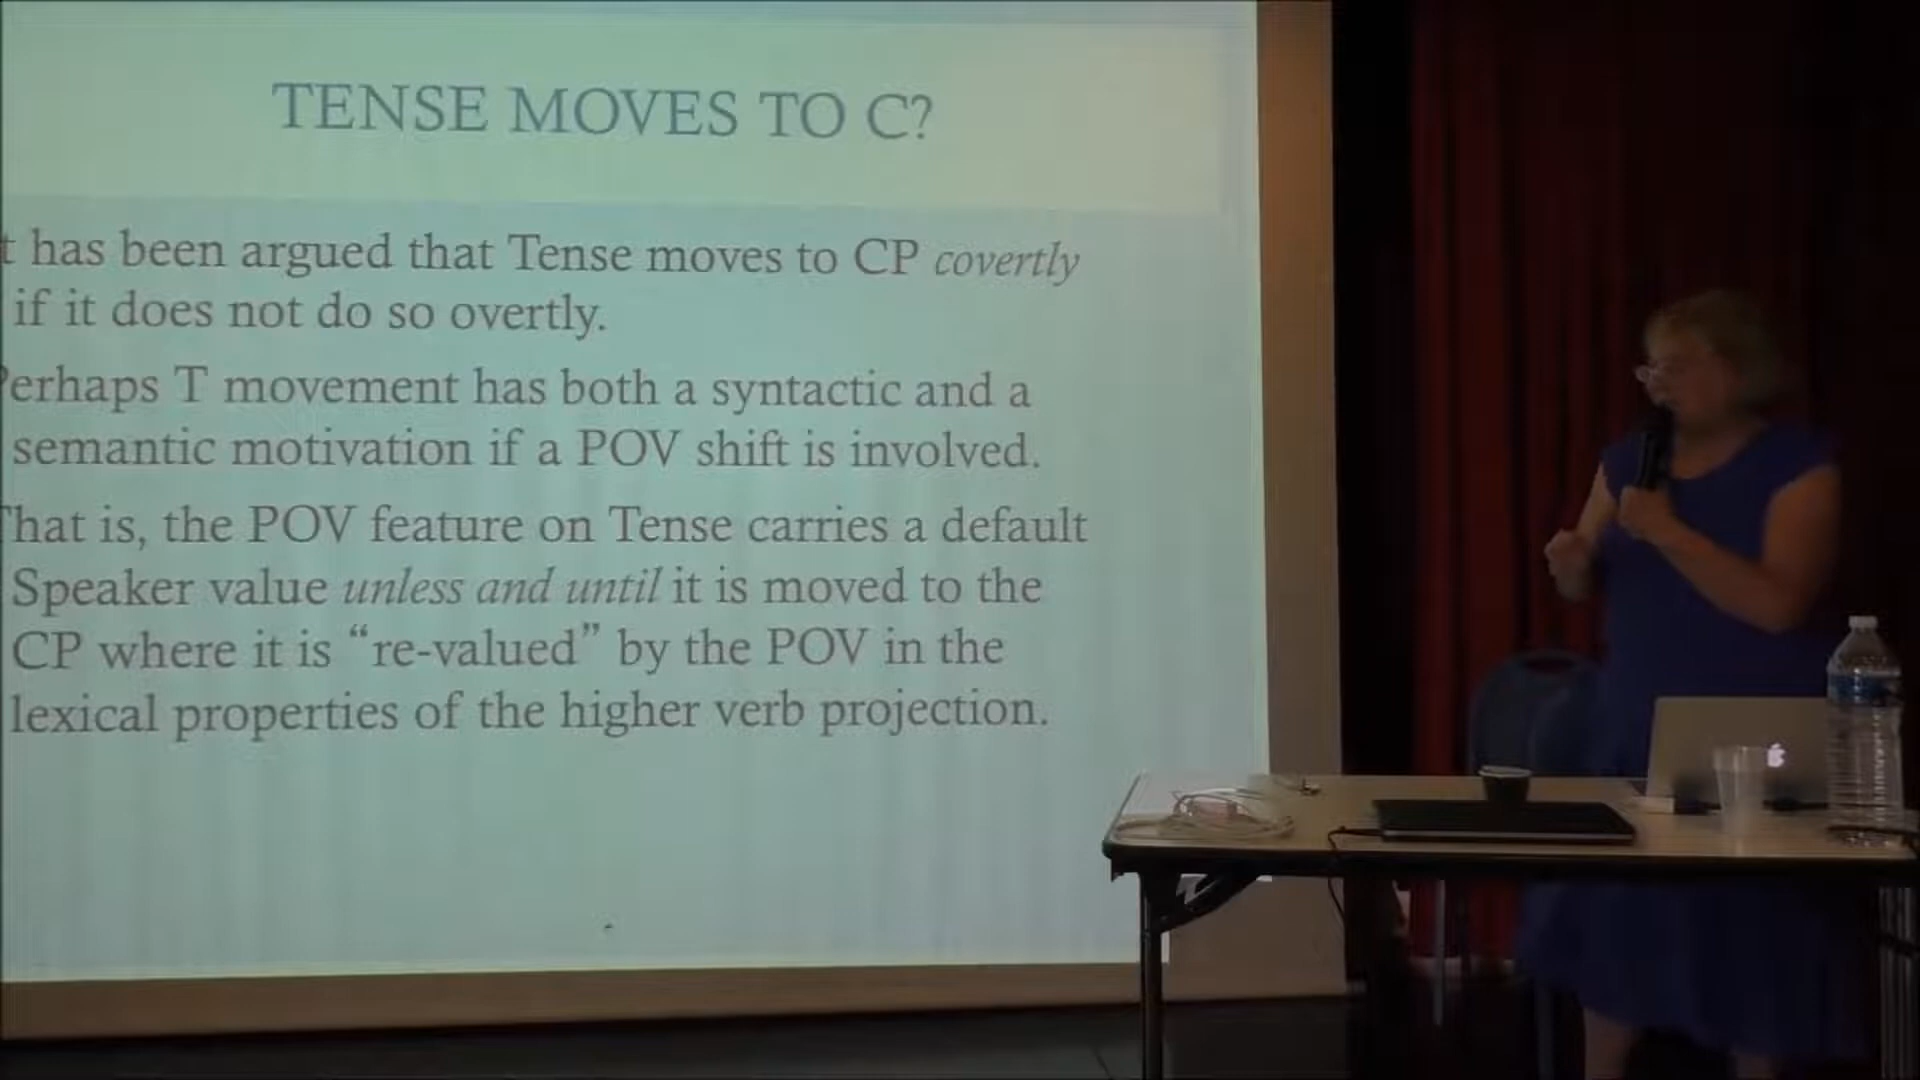 TENSE MOVES TO C?
t has been argued that Tense moves to CP covertly
if it does not do so overtly.
Perhaps T movement has both a syntactic and a
semantic motivation if a POV shift is involved.
That is, the POV feature on Tense carries a default
Speaker value unless and until it is moved to the
CP where it is “re-valued” by the POV in the
lexical properties of the higher verb projection.